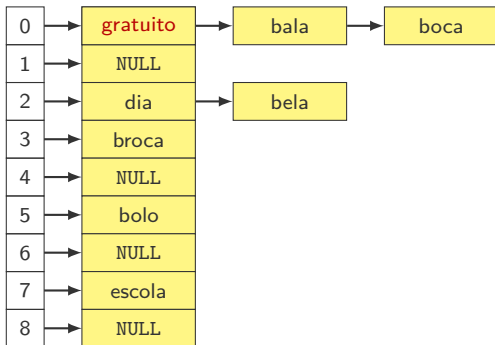 0 gratuito bala boca
1 NULL
2 dia bela
3 broca
4 NULL
5 bolo
6 NULL
7 escola
8 NULL